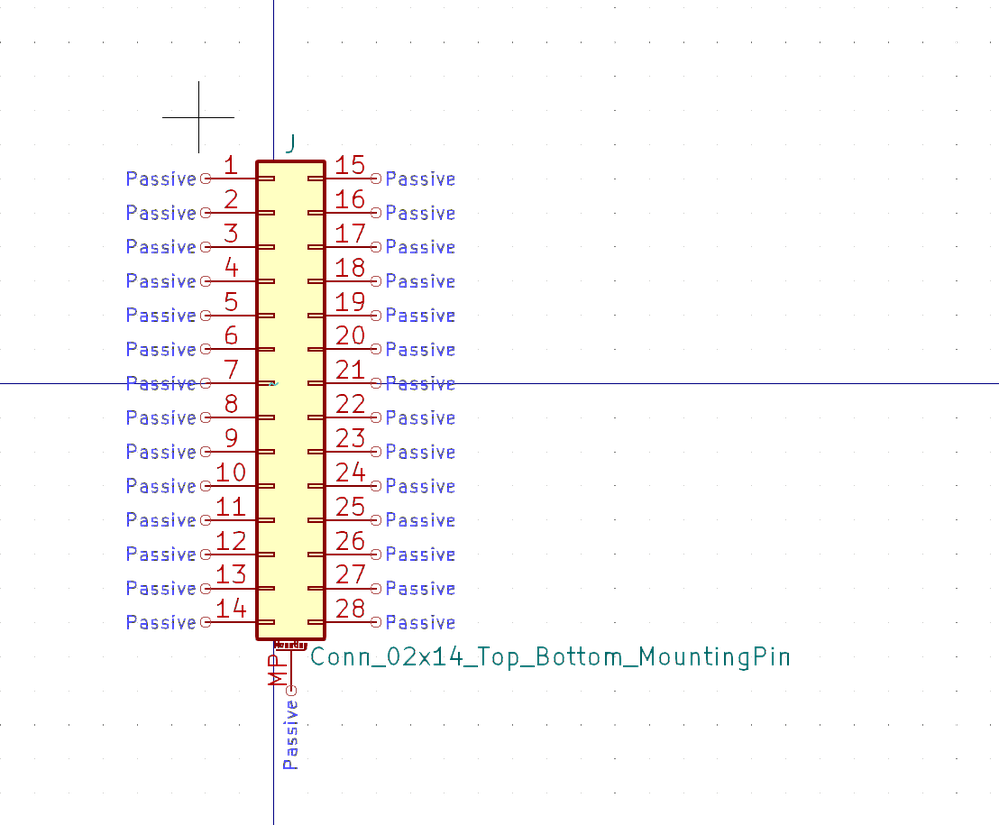 J
Passive 1 15 Passive
Passive 2 16 Passive
Passive 3 17 Passive
Passive 4 18 Passive
Passive 5 19 Passive
Passive 6 20 Passive
Passive 7 21 Passive
Passive 8 22 Passive
Passive 9 23 Passive
Passive 10 24 Passive
Passive 11 25 Passive
Passive 12 26 Passive
Passive 13 27 Passive
Passive 14 28 Passive
Mounting
MP
Conn_02x14_Top_Bottom_MountingPin
Passive